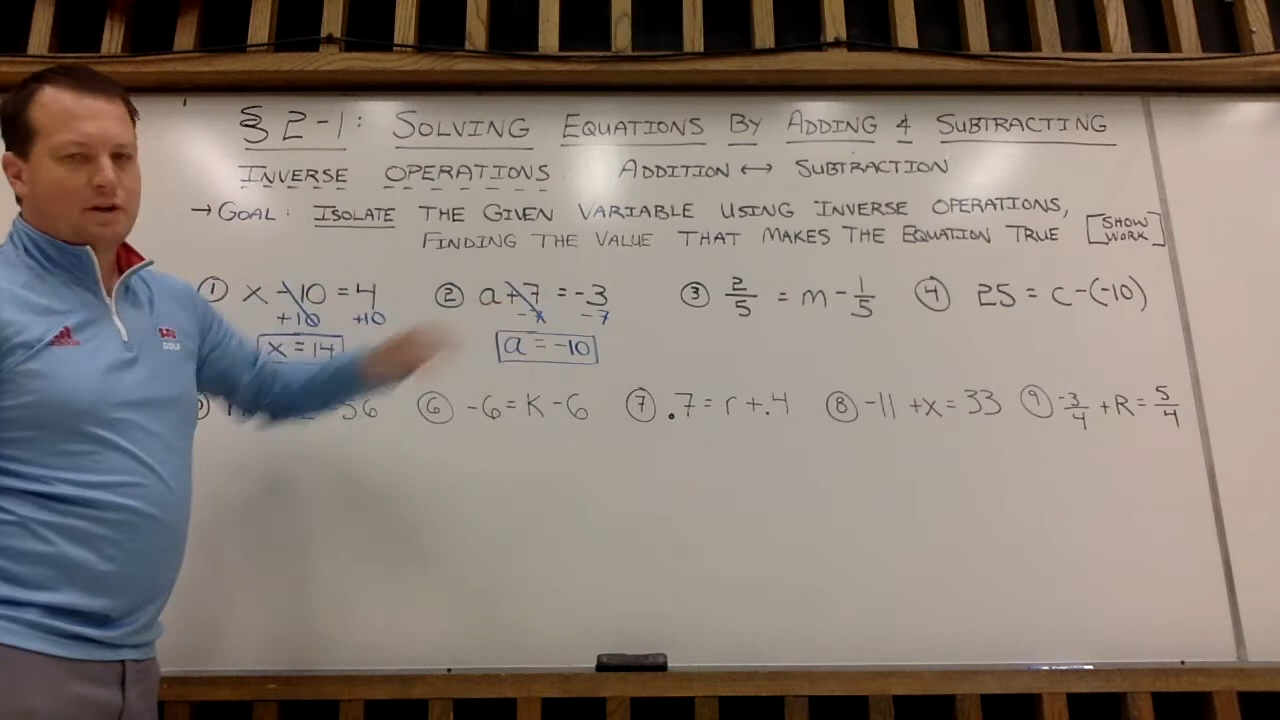 § 2-1: SOLVING EQUATIONS BY ADDING & SUBTRACTING
INVERSE OPERATIONS ADDITION ↔ SUBTRACTION
→ GOAL: ISOLATE THE GIVEN VARIABLE USING INVERSE OPERATIONS,
FINDING THE VALUE THAT MAKES THE EQUATION TRUE [SHOW WORK]
① x - 10 = 4 ② a + 7 = -3 ③ 2/5 = m - 1/5 ④ 25 = c - (-10)
+10 +10 -7 -7
x = 14 a = -10
56 ⑥ -6 = K - 6 ⑦ .7 = r + .4 ⑧ -11 + x = 33 ⑨ -3/4 + R = 5/4
GOLF